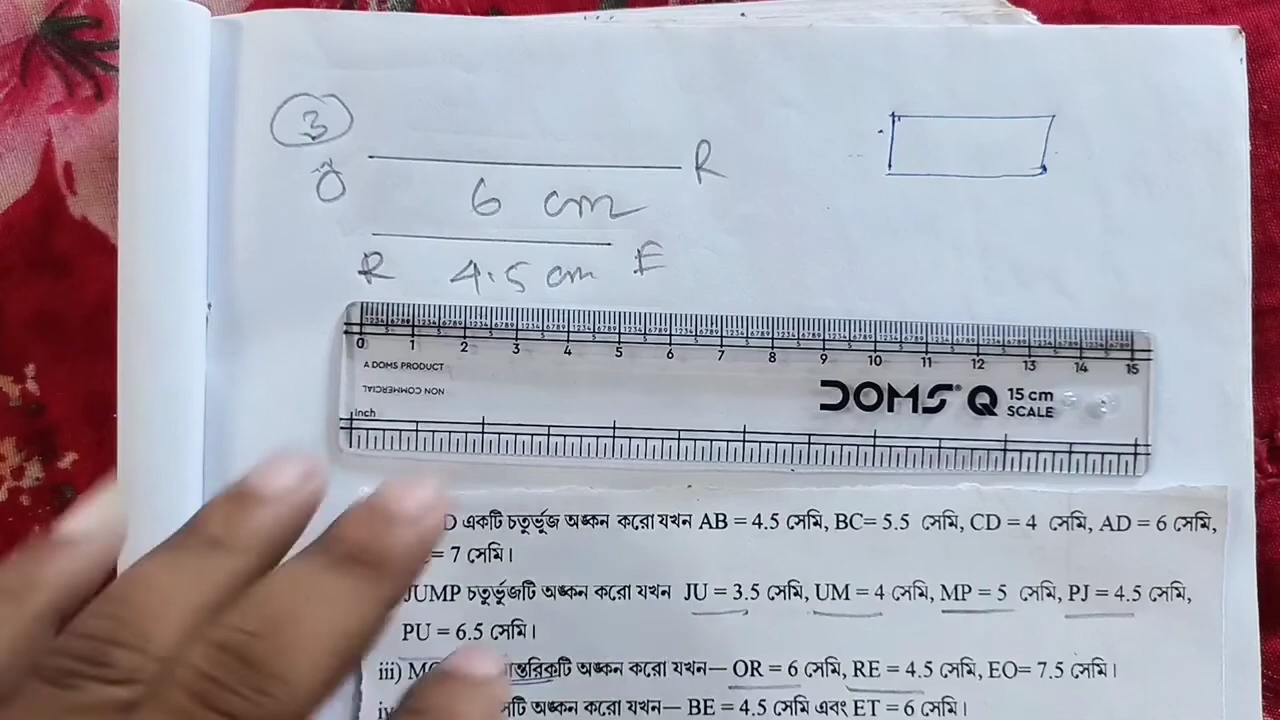 3
O R
6 cm
R 4.5 cm E
0 1 2 3 4 5 6 7 8 9 10 11 12 13 14 15
A DOMS PRODUCT
NON COMMERCIAL
DOMS Q 15 cm
SCALE
inch
D একটি চতুর্ভুজ অঙ্কন করো যখন AB = 4.5 সেমি, BC= 5.5 সেমি, CD = 4 সেমি, AD = 6 সেমি,
= 7 সেমি।
JUMP চতুর্ভুজটি অঙ্কন করো যখন JU = 3.5 সেমি, UM = 4 সেমি, MP = 5 সেমি, PJ = 4.5 সেমি,
PU = 6.5 সেমি।
iii) অঙ্কন করো যখন— OR = 6 সেমি, RE = 4.5 সেমি, EO= 7.5 সেমি।
অঙ্কন করো যখন— BE = 4.5 সেমি এবং ET = 6 সেমি।